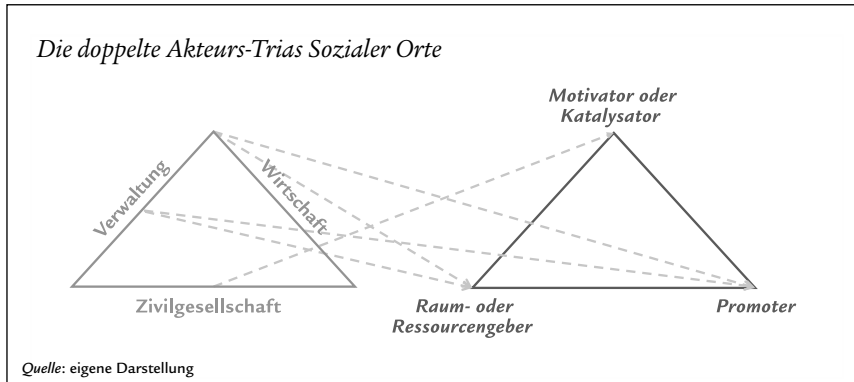 Die doppelte Akteurs-Trias Sozialer Orte
Motivator oder
Katalysator
Verwaltung
Wirtschaft
Zivilgesellschaft
Raum- oder
Ressourcengeber
Promoter
Quelle: eigene Darstellung